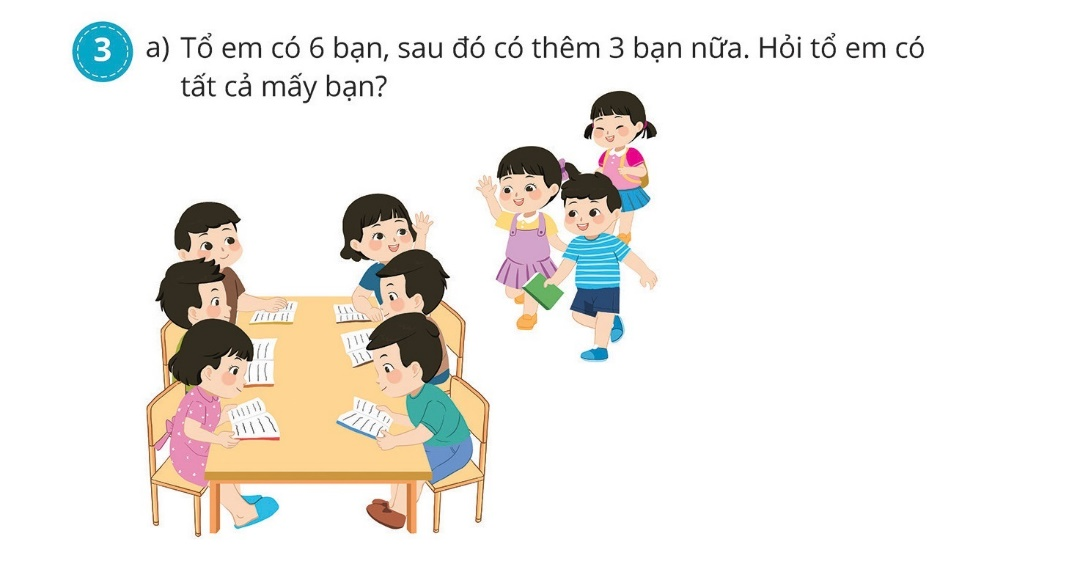 3 a) Tổ em có 6 bạn, sau đó có thêm 3 bạn nữa. Hỏi tổ em có
tất cả mấy bạn?